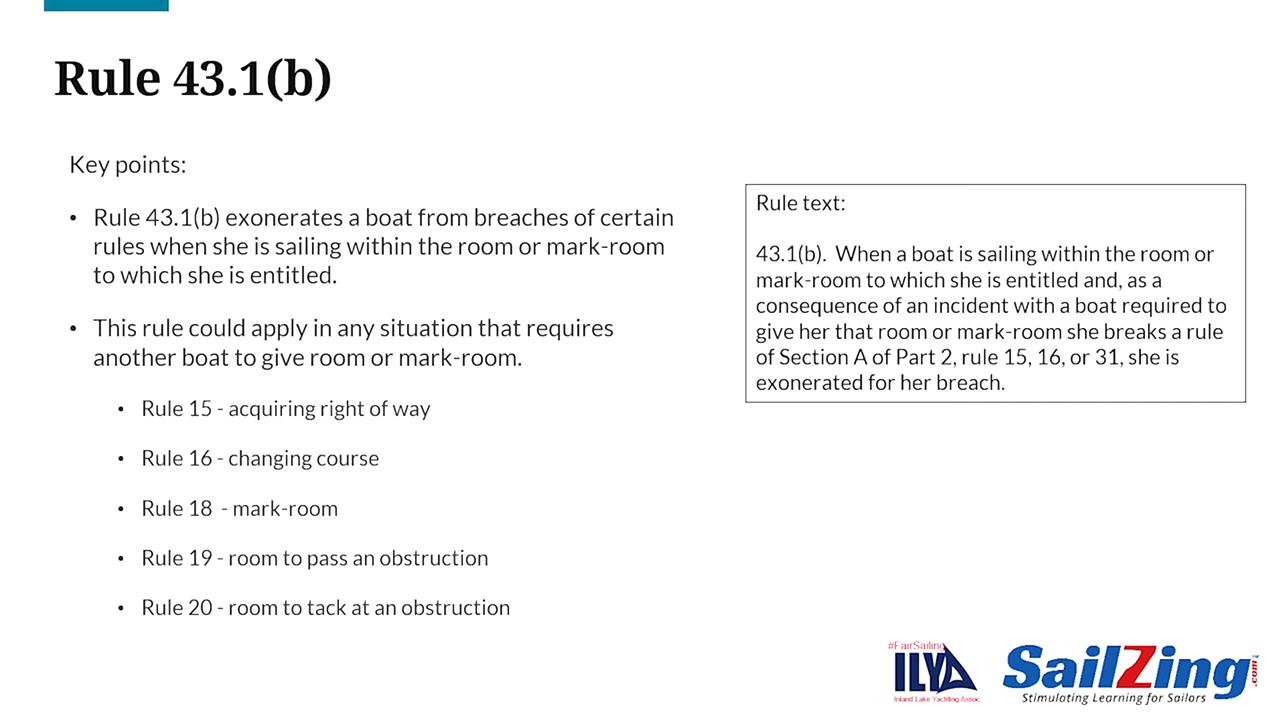 Rule 43.1(b)
Key points:
• Rule 43.1(b) exonerates a boat from breaches of certain
rules when she is sailing within the room or mark-room
to which she is entitled.
• This rule could apply in any situation that requires
another boat to give room or mark-room.
• Rule 15 - acquiring right of way
• Rule 16 - changing course
• Rule 18 - mark-room
• Rule 19 - room to pass an obstruction
• Rule 20 - room to tack at an obstruction
Rule text:
43.1(b). When a boat is sailing within the room or
mark-room to which she is entitled and, as a
consequence of an incident with a boat required to
give her that room or mark-room she breaks a rule
of Section A of Part 2, rule 15, 16, or 31, she is
exonerated for her breach.
#FairSailing
ILYA
Inland Lake Yachting Assoc.
SailZing.com™
Stimulating Learning for Sailors